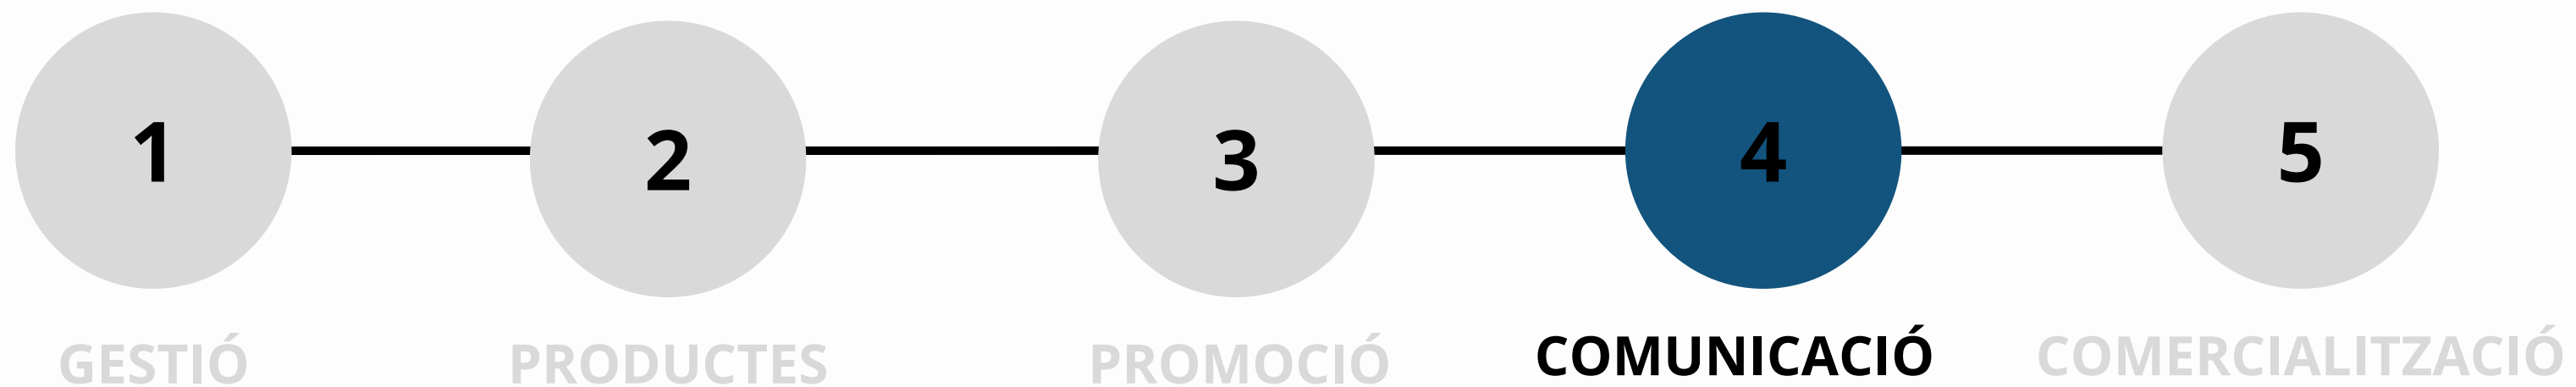 1 2 3 4 5
GESTIÓ PRODUCTES PROMOCIÓ COMUNICACIÓ COMERCIALITZACIÓ